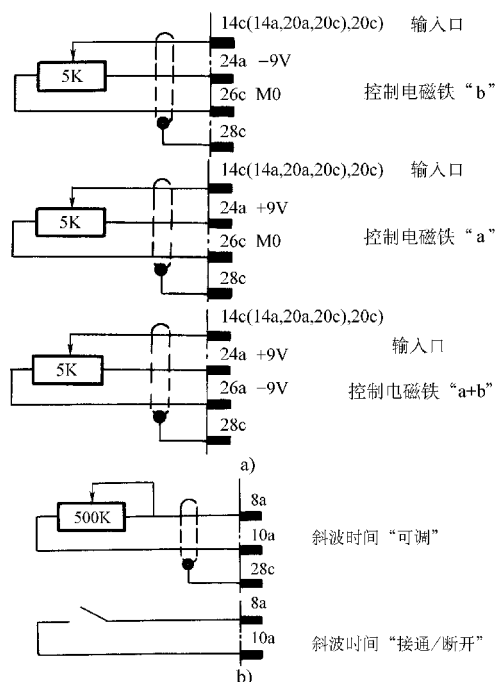 14c(14a,20a,20c),20c) 输入口
5K
24a −9V
26c M0
控制电磁铁“b”
28c
14c(14a,20a,20c),20c) 输入口
5K
24a +9V
26c M0
控制电磁铁“a”
28c
14c(14a,20a,20c),20c)
输入口
5K
24a +9V
26a −9V
控制电磁铁“a+b”
28c
a)
500K
8a
10a
斜波时间“可调”
28c
8a
10a
斜波时间“接通/断开”
b)